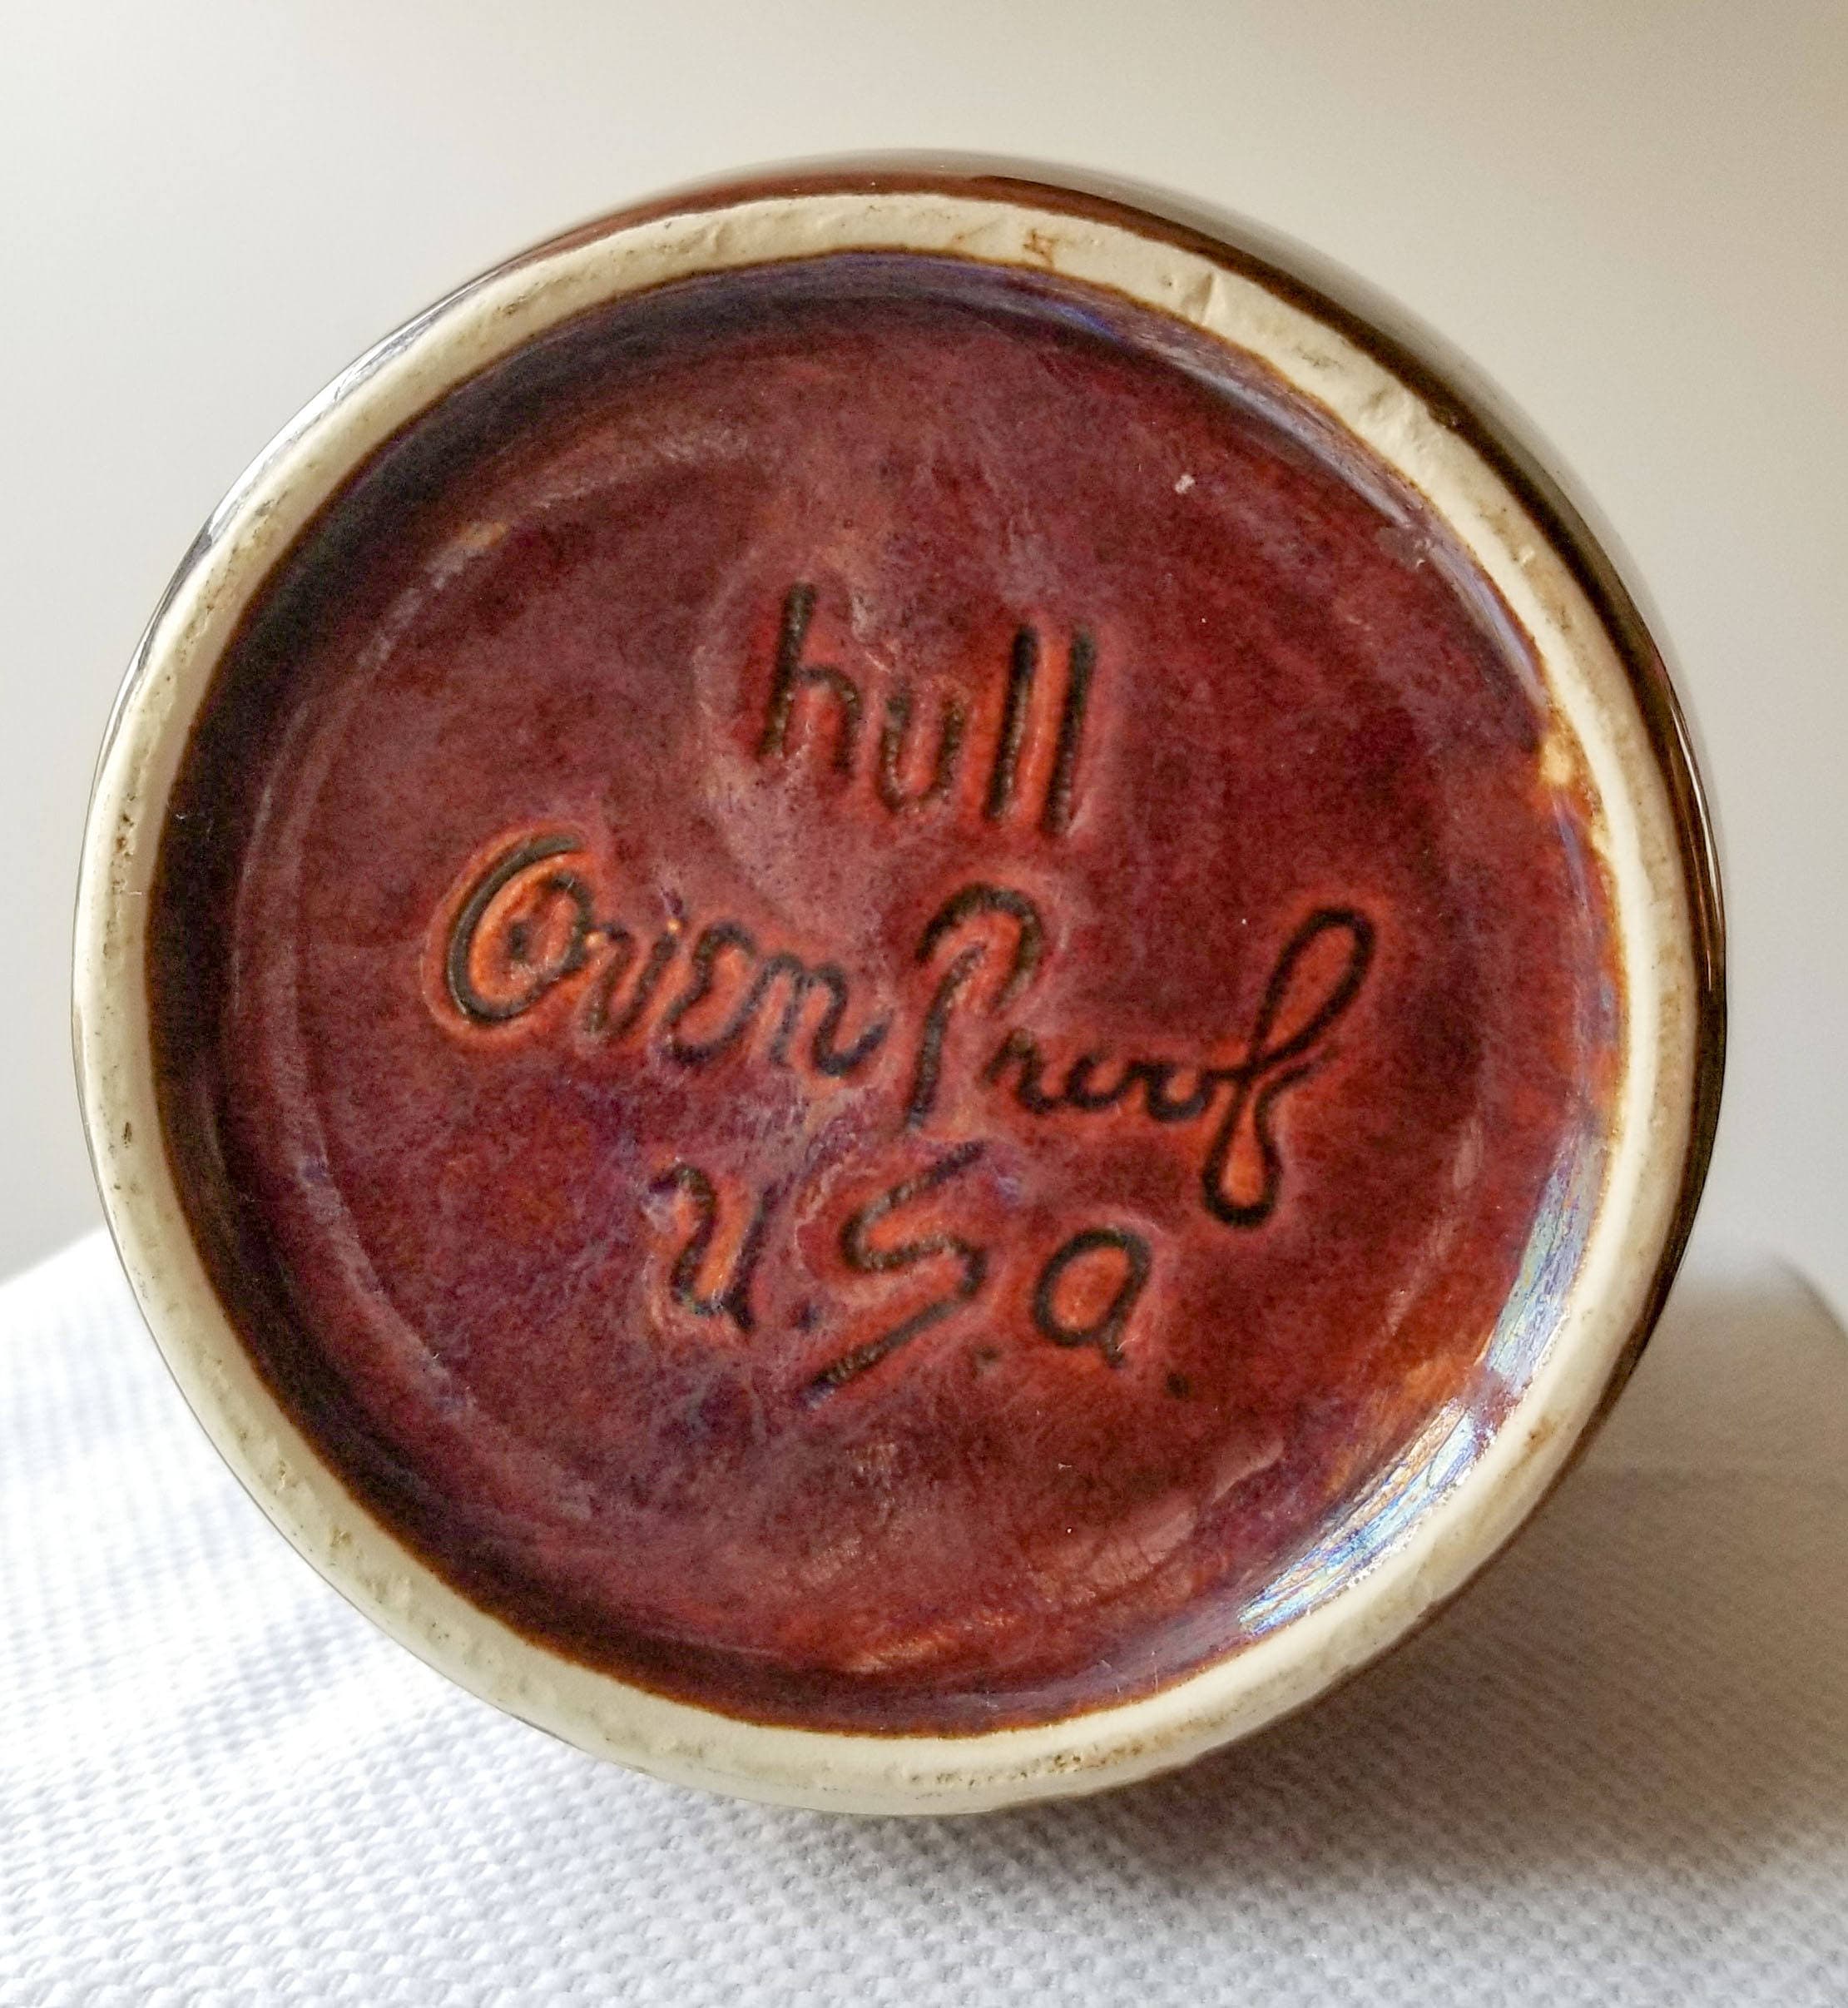 hull
Oven Proof
U.S.a.